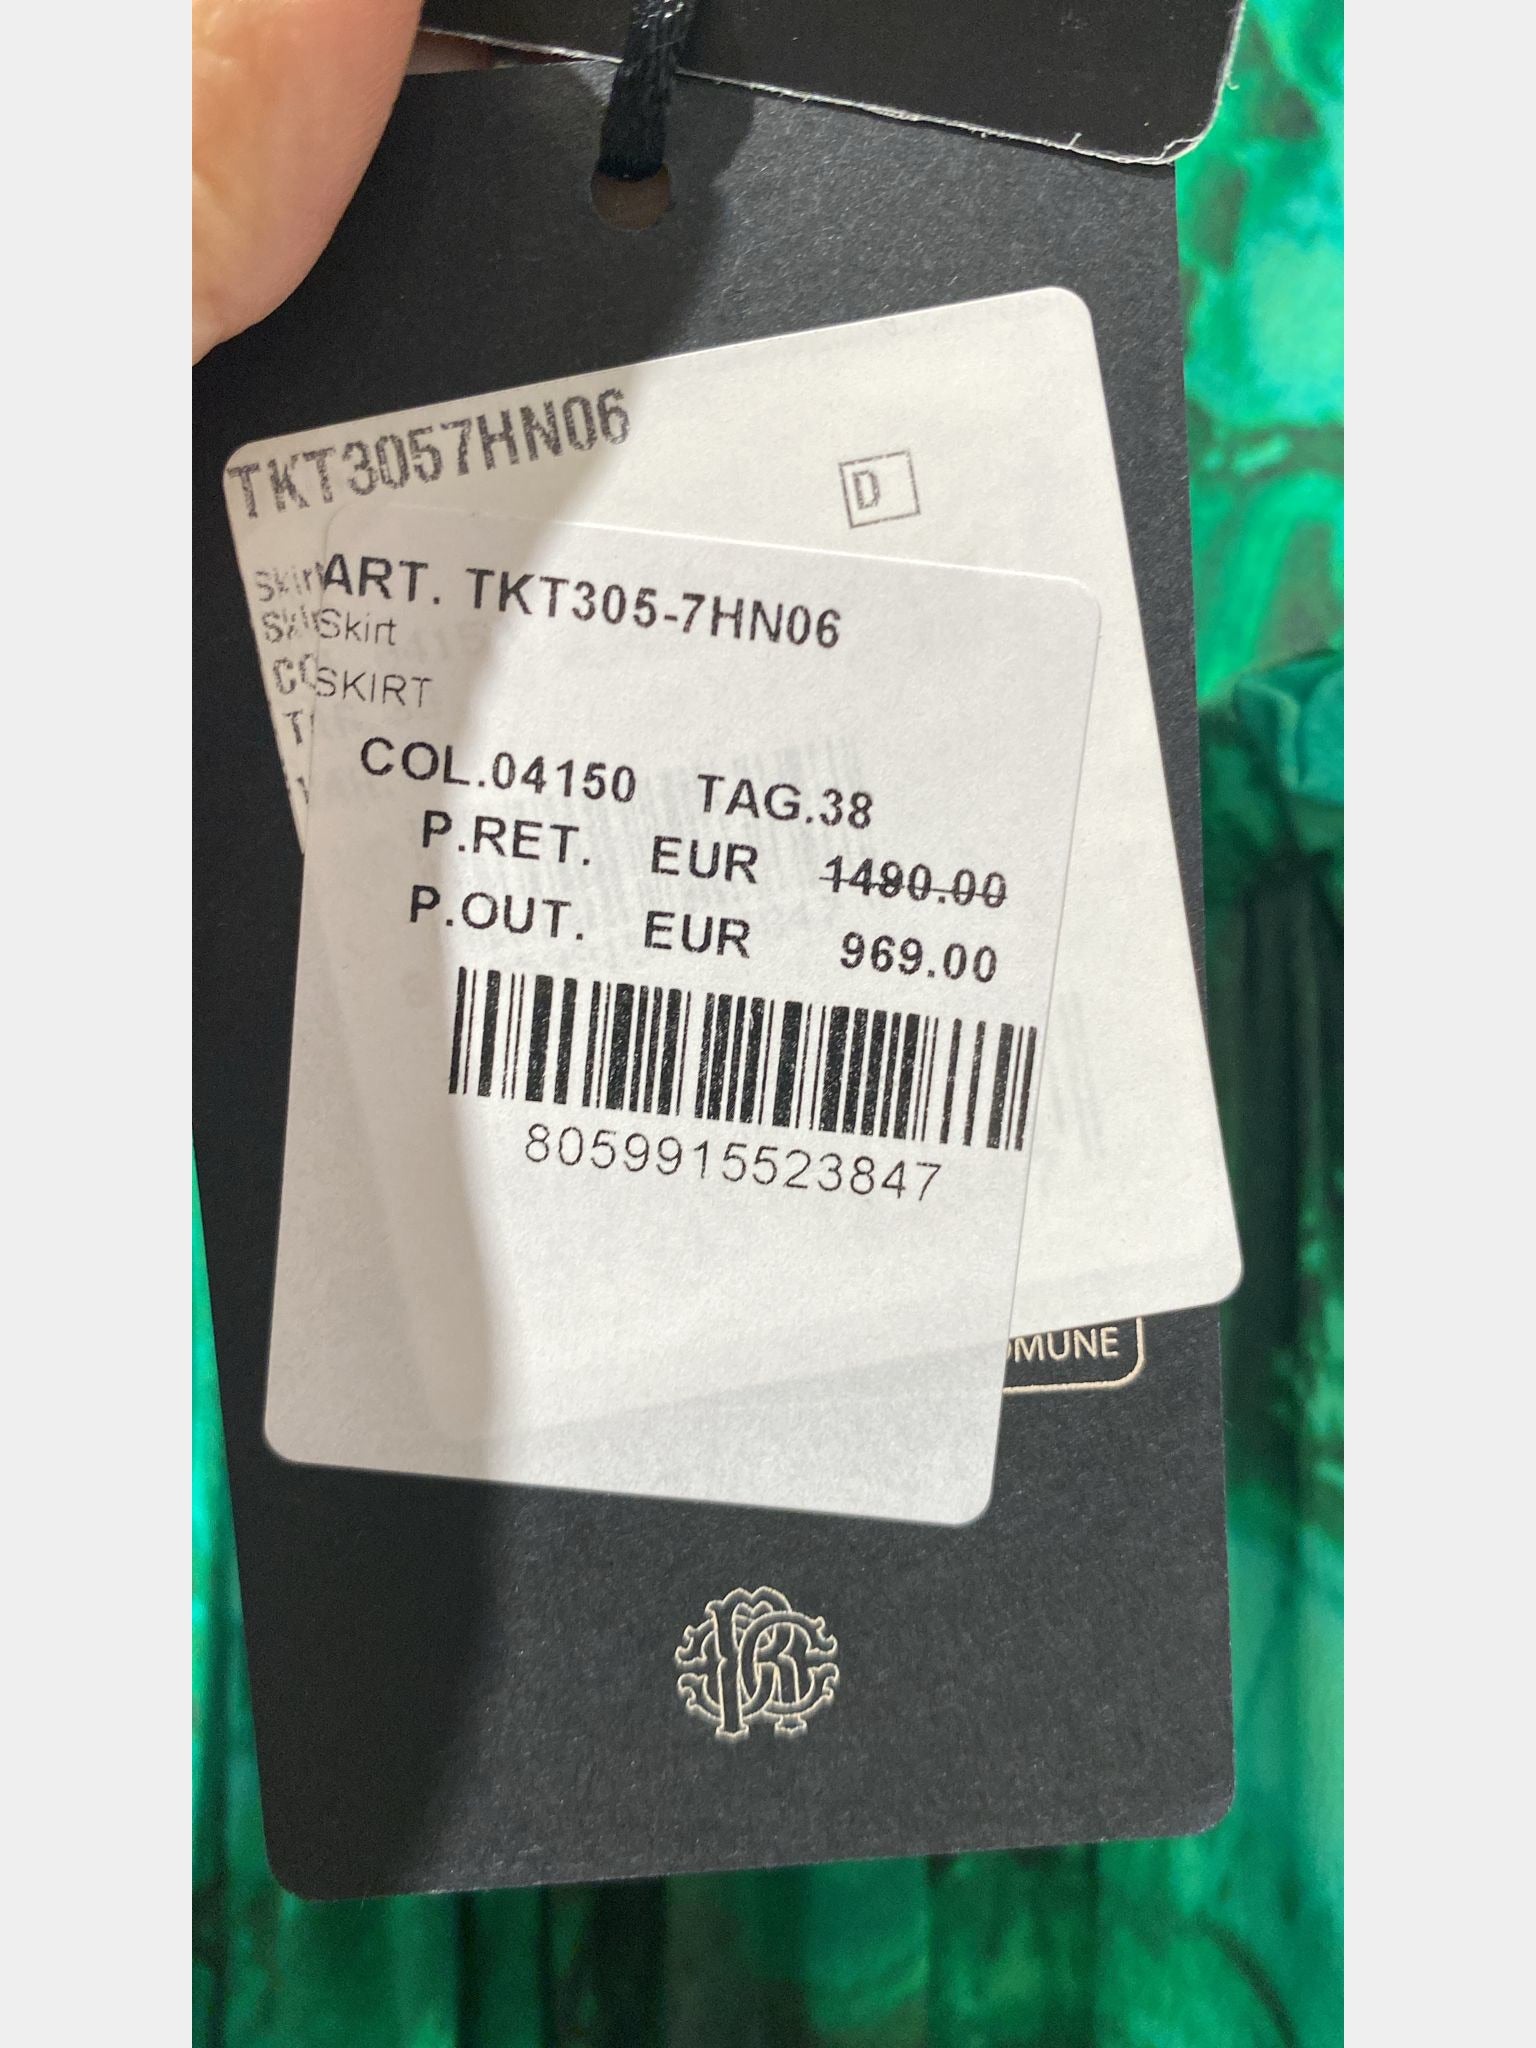 TKT3057HN06
D
ART. TKT305-7HN06
Skirt
SKIRT
COL.04150 TAG.38
P.RET. EUR 1490.00
P.OUT. EUR 969.00
8059915523847